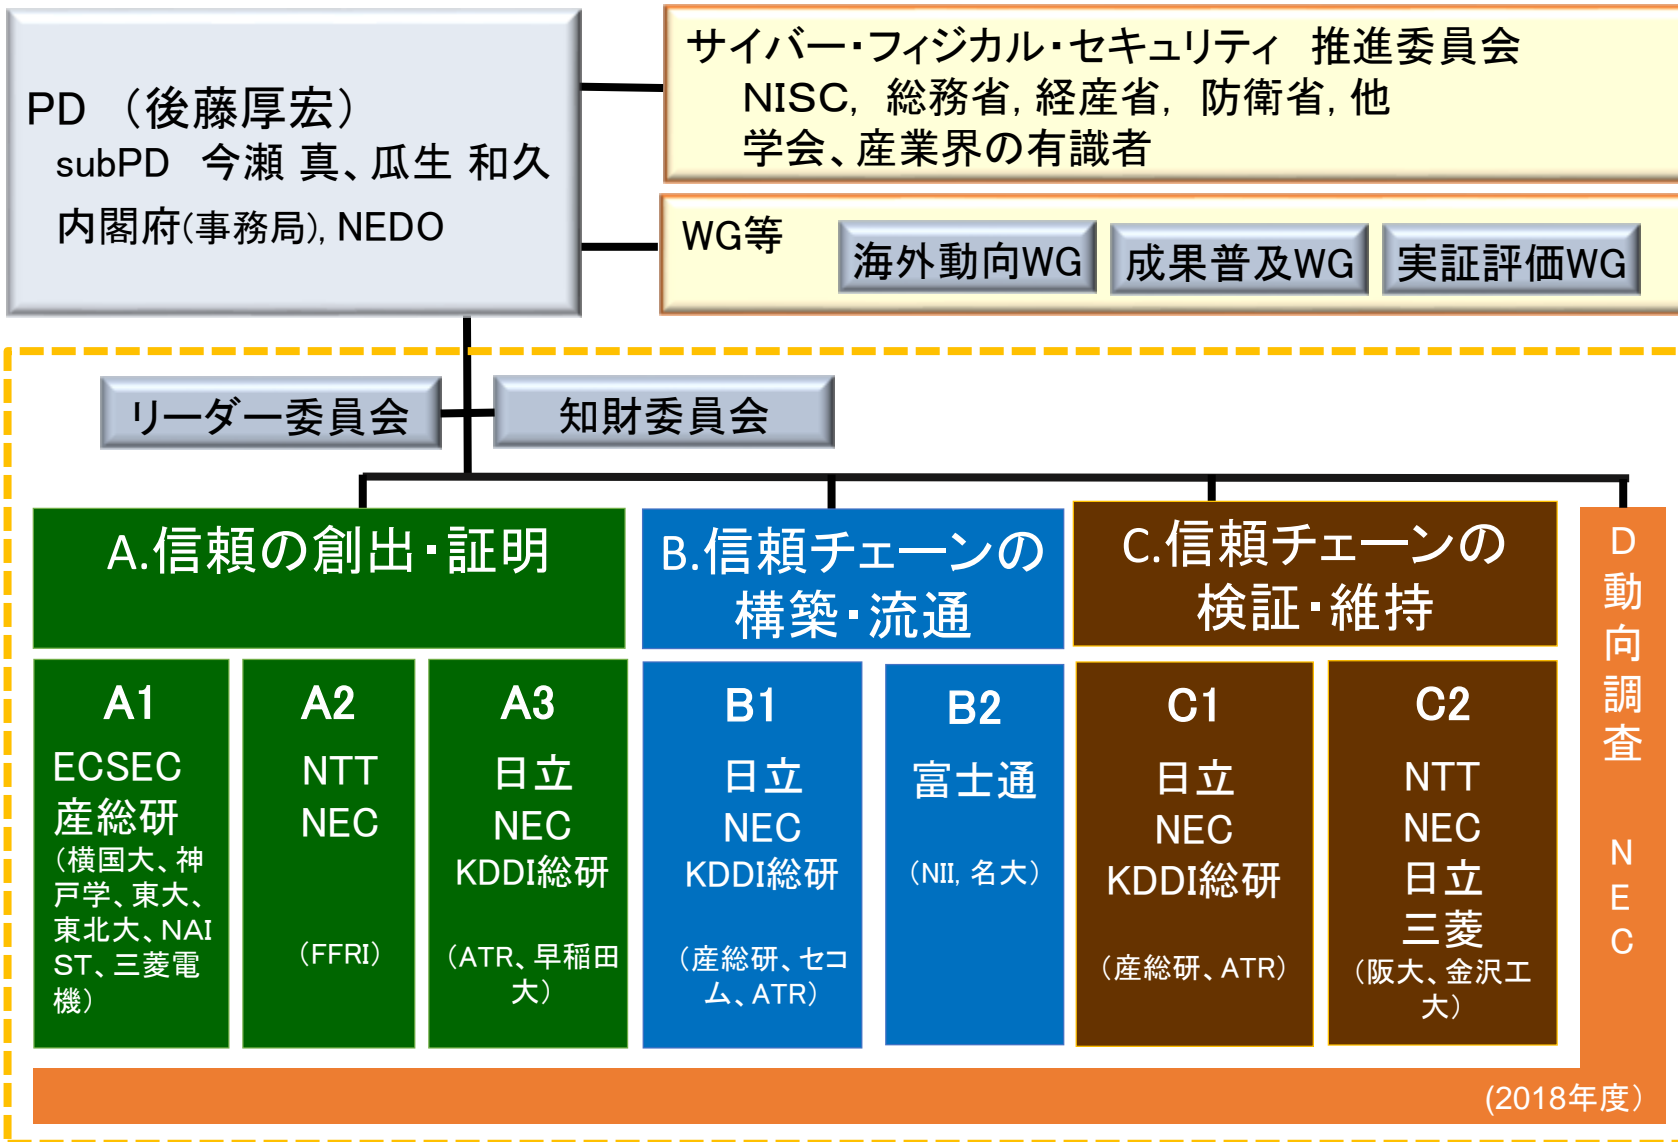 PD （後藤厚宏）
subPD 今瀬 真、瓜生 和久
内閣府(事務局), NEDO
サイバー・フィジカル・セキュリティ 推進委員会
NISC, 総務省, 経産省, 防衛省, 他
学会、産業界の有識者
WG等
海外動向WG
成果普及WG
実証評価WG
リーダー委員会
知財委員会
A.信頼の創出・証明
A1
ECSEC
産総研
（横国大、神
戸学、東大、
東北大、NAI
ST、三菱電
機）
A2
NTT
NEC
（FFRI）
A3
日立
NEC
KDDI総研
（ATR、早稲田
大）
B.信頼チェーンの
構築・流通
B1
日立
NEC
KDDI総研
（産総研、セコ
ム、ATR）
B2
富士通
（NII, 名大）
C.信頼チェーンの
検証・維持
C1
日立
NEC
KDDI総研
（産総研、ATR）
C2
NTT
NEC
日立
三菱
（阪大、金沢工
大）
D動向調査 NEC
(2018年度）